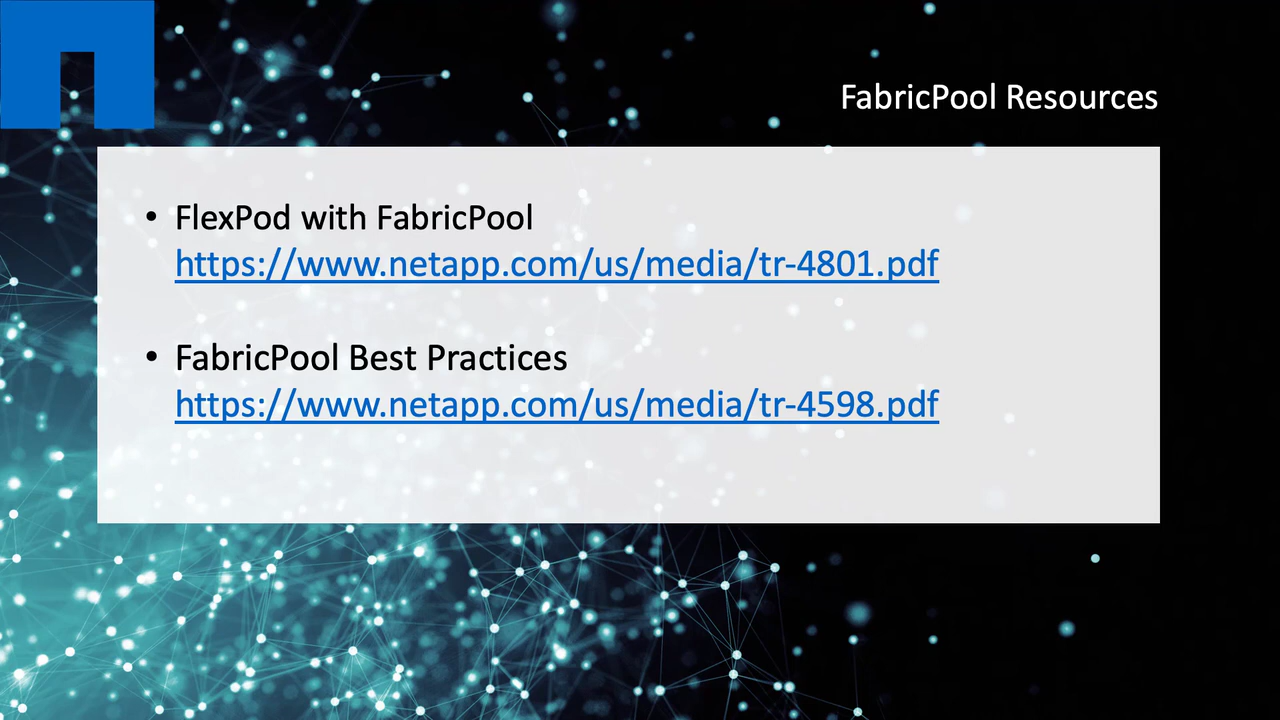 FabricPool Resources
• FlexPod with FabricPool
https://www.netapp.com/us/media/tr-4801.pdf
• FabricPool Best Practices
https://www.netapp.com/us/media/tr-4598.pdf